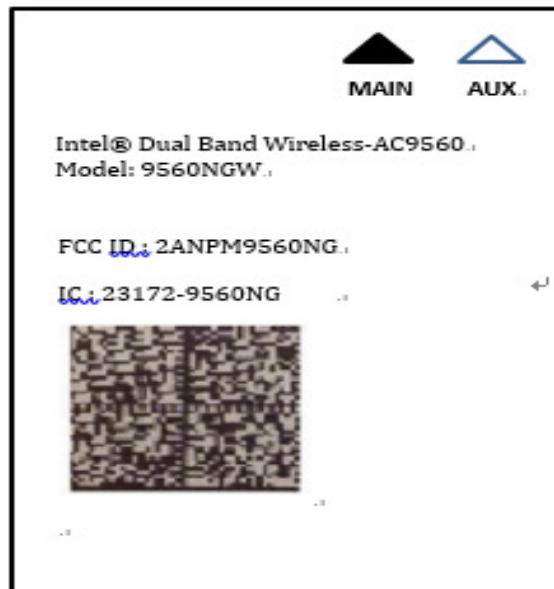 MAIN AUX
Intel® Dual Band Wireless-AC9560
Model: 9560NGW
FCC ID : 2ANPM9560NG
IC : 23172-9560NG